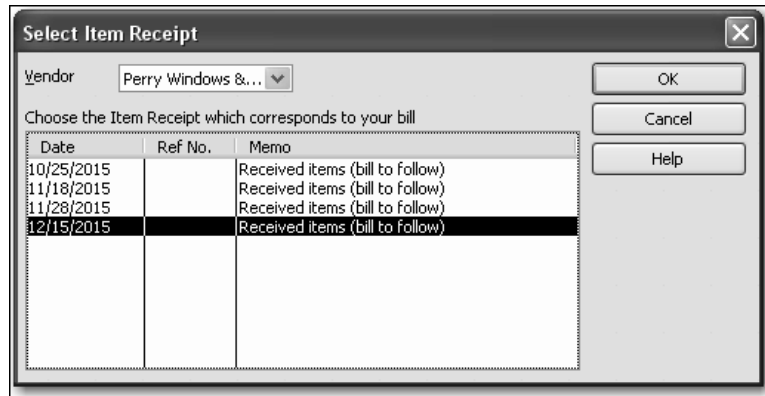 Select Item Receipt
Vendor Perry Windows &... OK
Choose the Item Receipt which corresponds to your bill Cancel
Date Ref No. Memo Help
10/25/2015 Received items (bill to follow)
11/18/2015 Received items (bill to follow)
11/28/2015 Received items (bill to follow)
12/15/2015 Received items (bill to follow)